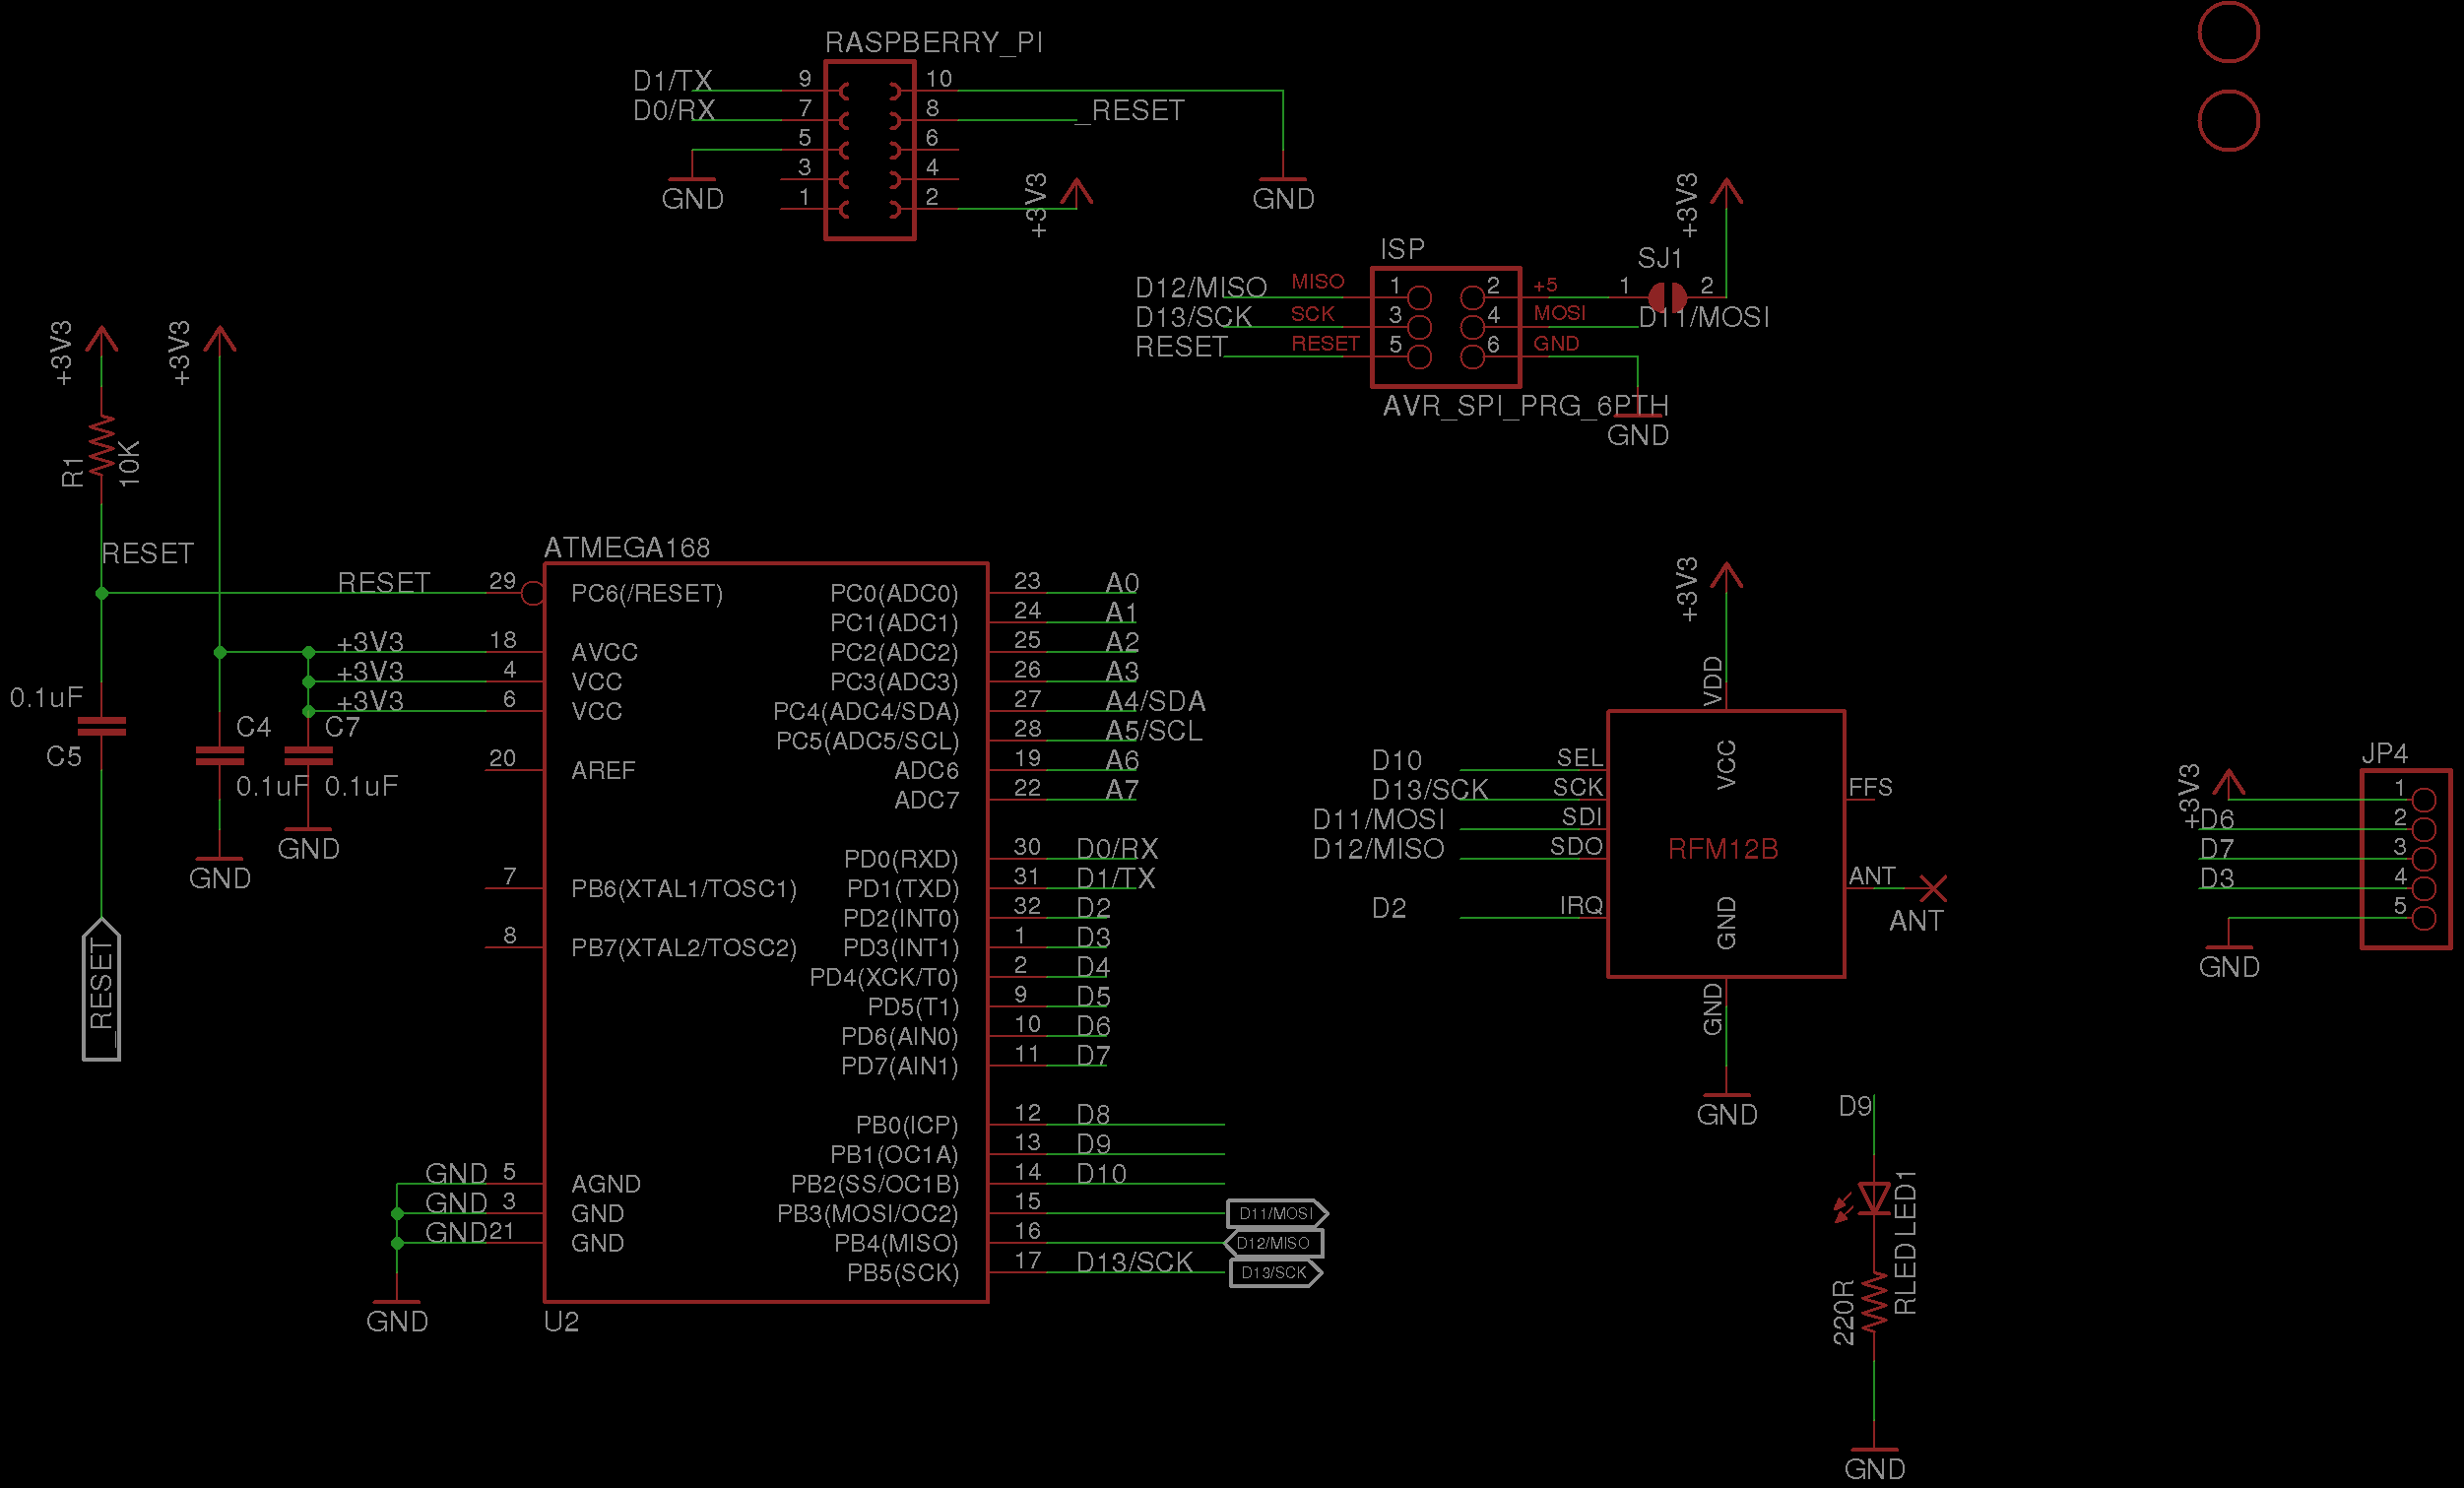 RASPBERRY_PI
D1/TX 9 10
D0/RX 7 8 _RESET
5 6
3 4
1 2
GND
+3V3
GND
+3V3
ISP
SJ1
D12/MISO MISO 1 2 +5 1 2
D13/SCK SCK 3 4 MOSI D11/MOSI
RESET RESET 5 6 GND
AVR_SPI_PRG_6PTH
GND
+3V3
+3V3
R1
10K
RESET
0.1uF
C5
C4
0.1uF
C7
0.1uF
GND
GND
_RESET
ATMEGA168
RESET 29 PC6(/RESET)
+3V3 18 AVCC
+3V3 4 VCC
+3V3 6 VCC
20 AREF
7 PB6(XTAL1/TOSC1)
8 PB7(XTAL2/TOSC2)
GND 5 AGND
GND 3 GND
GND 21 GND
GND
PC0(ADC0) 23 A0
PC1(ADC1) 24 A1
PC2(ADC2) 25 A2
PC3(ADC3) 26 A3
PC4(ADC4/SDA) 27 A4/SDA
PC5(ADC5/SCL) 28 A5/SCL
ADC6 19 A6
ADC7 22 A7
PD0(RXD) 30 D0/RX
PD1(TXD) 31 D1/TX
PD2(INT0) 32 D2
PD3(INT1) 1 D3
PD4(XCK/T0) 2 D4
PD5(T1) 9 D5
PD6(AIN0) 10 D6
PD7(AIN1) 11 D7
PB0(ICP) 12 D8
PB1(OC1A) 13 D9
PB2(SS/OC1B) 14 D10
PB3(MOSI/OC2) 15 D11/MOSI
PB4(MISO) 16 D12/MISO
PB5(SCK) 17 D13/SCK D13/SCK
U2
+3V3
VDD
VCC
D10 SEL
D13/SCK SCK
D11/MOSI SDI
D12/MISO SDO
D2 IRQ
RFM12B
FFS
ANT
ANT
GND
GND
GND
D9
LED1
RLED
220R
GND
JP4
+3V3 1
D6 2
D7 3
D3 4
5
GND